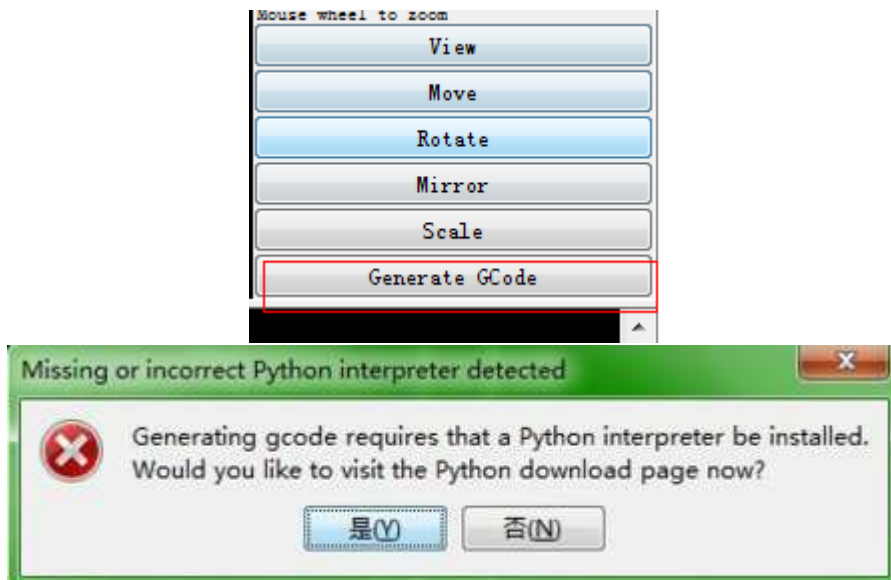 Mouse wheel to zoom
View
Move
Rotate
Mirror
Scale
Generate GCode
Missing or incorrect Python interpreter detected
Generating gcode requires that a Python interpreter be installed.
Would you like to visit the Python download page now?
是(Y) 否(N)